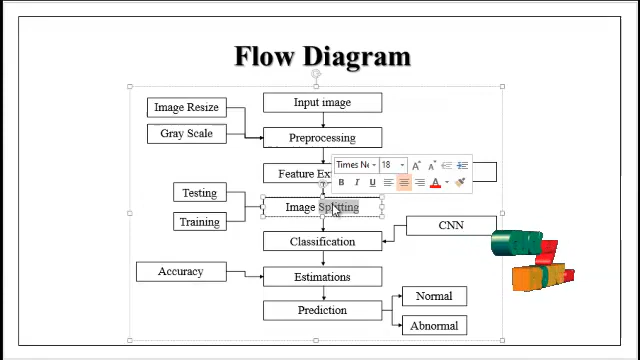 Flow Diagram
Image Resize
Input image
Gray Scale
Preprocessing
Feature Ex
Times Ne
18
A A
B I U A
Testing
Image Splitting
Training
CNN
Classification
Accuracy
Estimations
Normal
Prediction
Abnormal